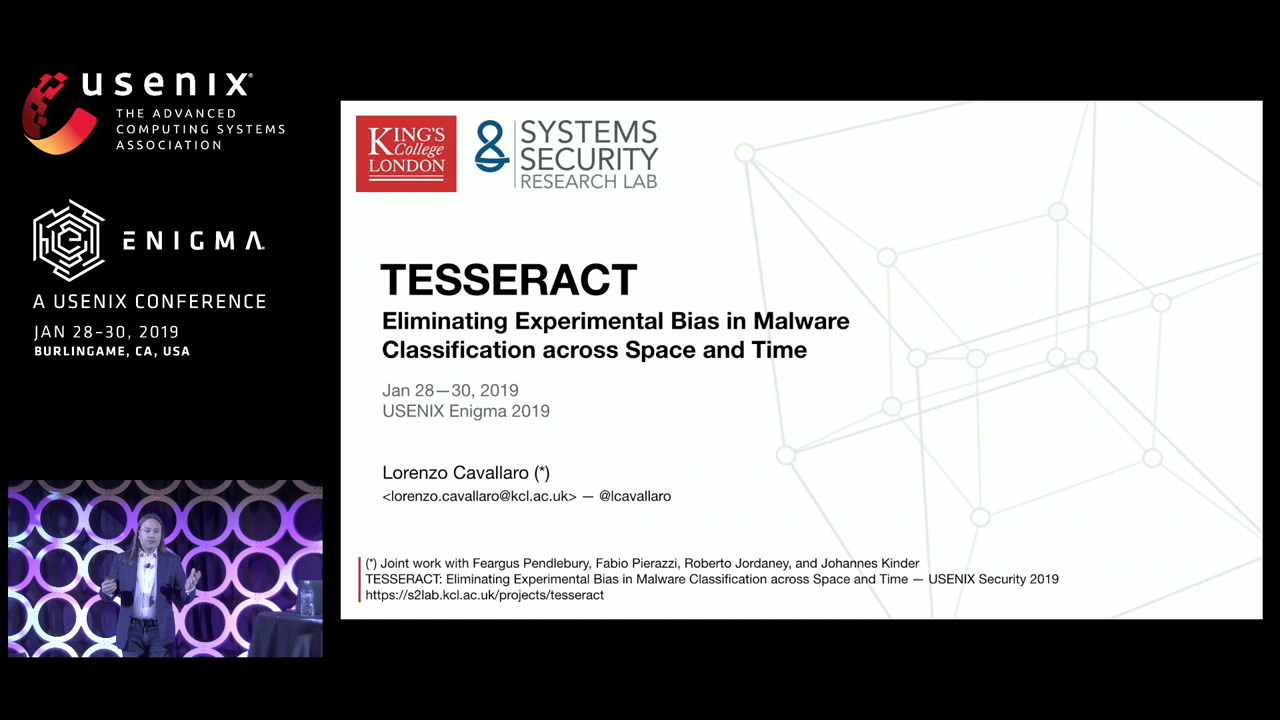 usenix®
THE ADVANCED
COMPUTING SYSTEMS
ASSOCIATION
ENIGMA
A USENIX CONFERENCE
JAN 28–30, 2019
BURLINGAME, CA, USA
KING'S
College
LONDON
SYSTEMS
SECURITY
RESEARCH LAB
TESSERACT
Eliminating Experimental Bias in Malware
Classification across Space and Time
Jan 28—30, 2019
USENIX Enigma 2019
Lorenzo Cavallaro (*)
<lorenzo.cavallaro@kcl.ac.uk> — @lcavallaro
(*) Joint work with Feargus Pendlebury, Fabio Pierazzi, Roberto Jordaney, and Johannes Kinder
TESSERACT: Eliminating Experimental Bias in Malware Classification across Space and Time — USENIX Security 2019
https://s2lab.kcl.ac.uk/projects/tesseract